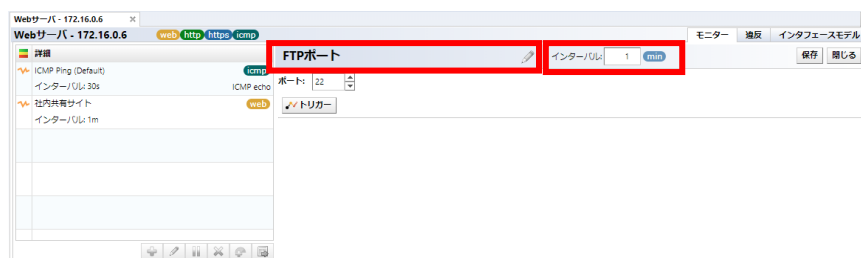 Webサーバ - 172.16.0.6 ×
Webサーバ - 172.16.0.6 web http https icmp モニター 違反 インタフェースモデル
詳細 FTPポート インターバル: 1 min 保存 閉じる
ICMP Ping (Default) icmp
インターバル: 30s ICMP echo
ポート: 22
社内共有サイト web
トリガー
インターバル: 1m